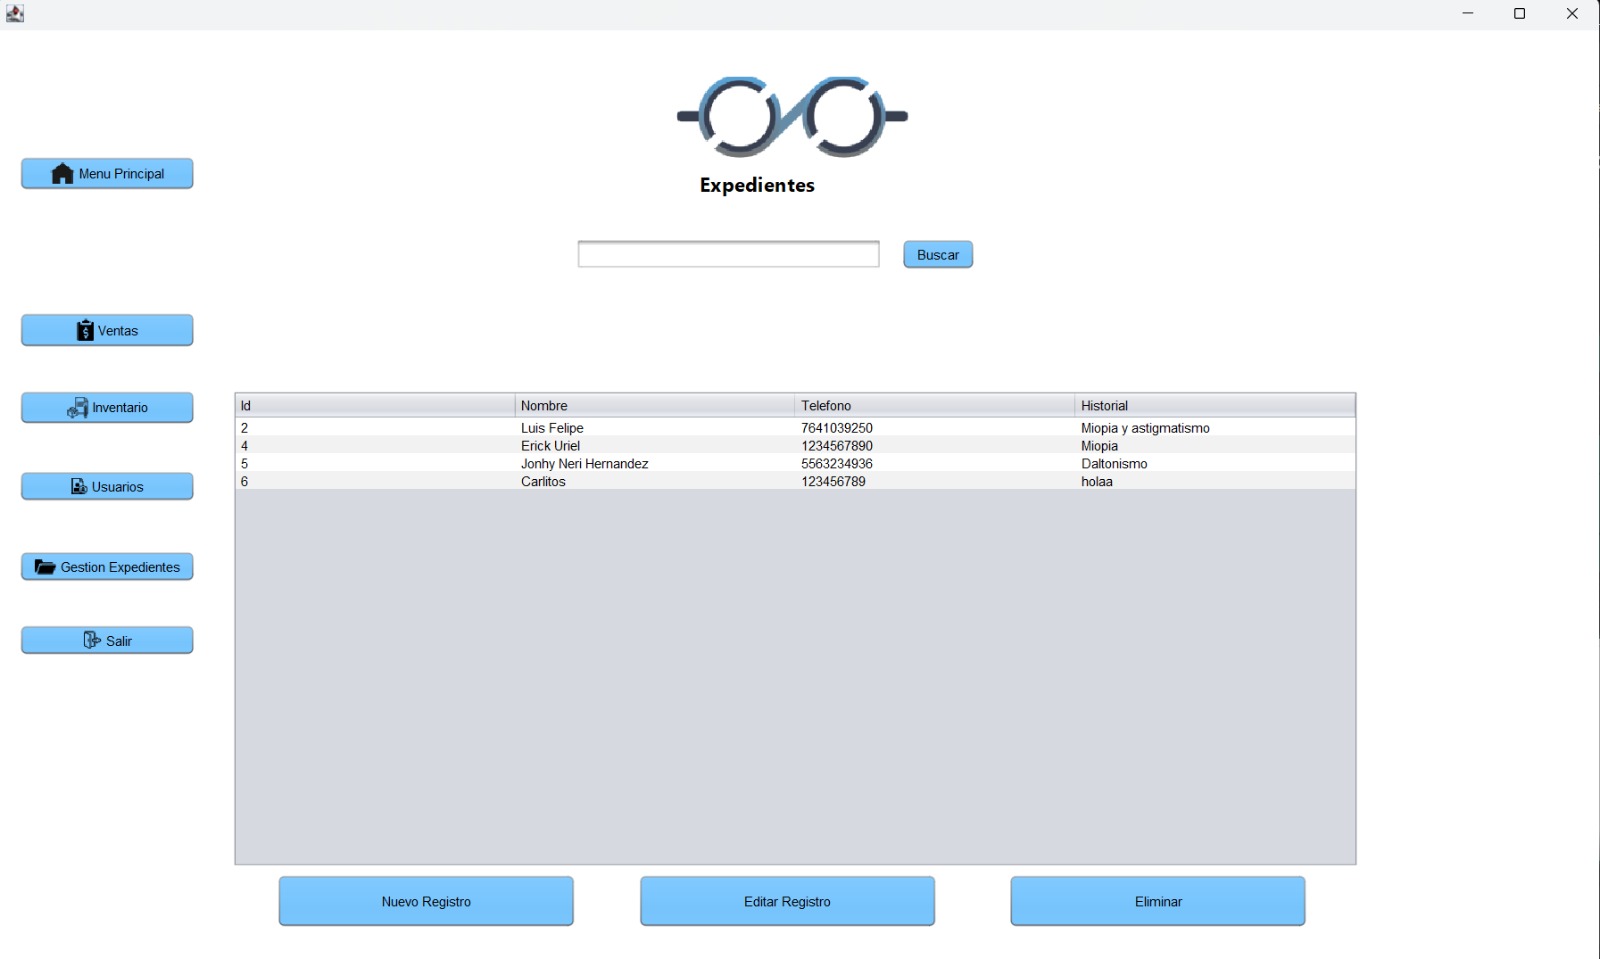 Menu Principal
Expedientes
Buscar
Ventas
Inventario
Usuarios
Gestion Expedientes
Salir
Id Nombre Telefono Historial
2 Luis Felipe 7641039250 Miopia y astigmatismo
4 Erick Uriel 1234567890 Miopia
5 Jonhy Neri Hernandez 5563234936 Daltonismo
6 Carlitos 123456789 holaa
Nuevo Registro Editar Registro Eliminar